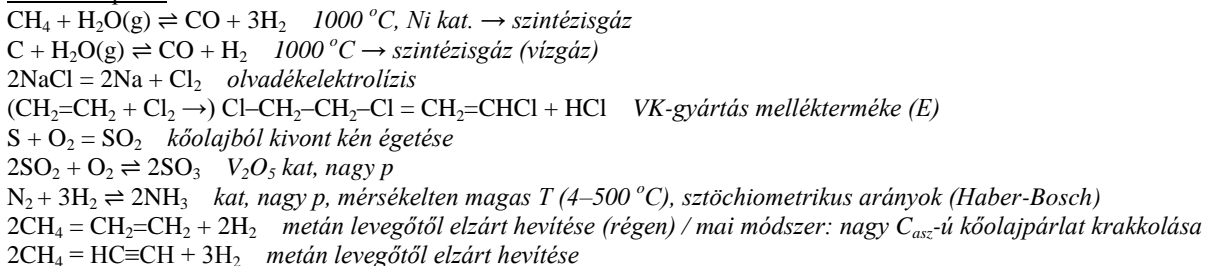 CH₄ + H₂O(g) ⇌ CO + 3H₂ 1000 °C, Ni kat. → szintézisgáz
C + H₂O(g) ⇌ CO + H₂ 1000 °C → szintézisgáz (vízgáz)
2NaCl = 2Na + Cl₂ olvadékelektrolízis
(CH₂=CH₂ + Cl₂ →) Cl–CH₂–CH₂–Cl = CH₂=CHCl + HCl VK-gyártás mellékterméke (E)
S + O₂ = SO₂ kőolajból kivont kén égetése
2SO₂ + O₂ ⇌ 2SO₃ V₂O₅ kat, nagy p
N₂ + 3H₂ ⇌ 2NH₃ kat, nagy p, mérsékelten magas T (4–500 °C), sztöchiometrikus arányok (Haber-Bosch)
2CH₄ = CH₂=CH₂ + 2H₂ metán levegőtől elzárt hevítése (régen) / mai módszer: nagy Cₐₛz-ú kőolajpárlat krakkolása
2CH₄ = HC≡CH + 3H₂ metán levegőtől elzárt hevítése